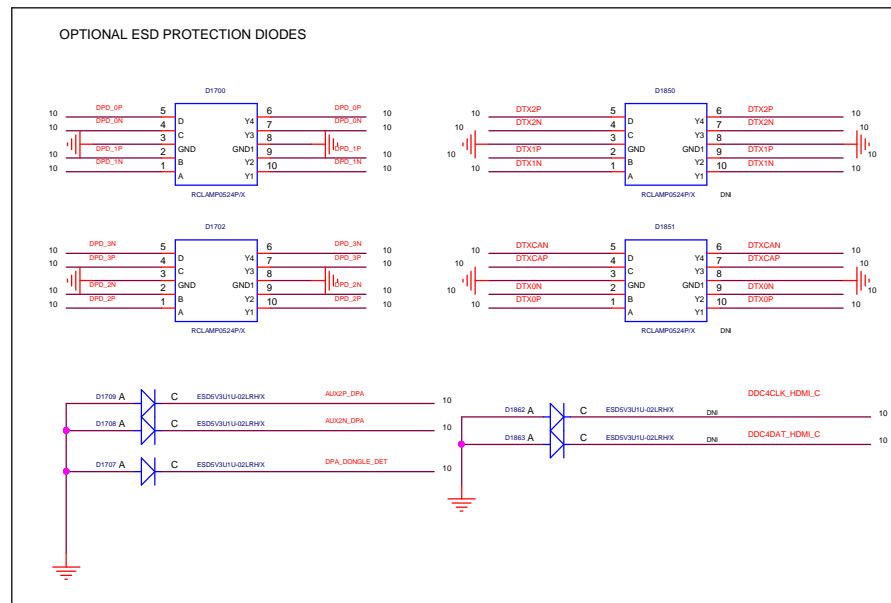 OPTIONAL ESD PROTECTION DIODES
D1700
10 DPD_0P 5 D Y4 6 DPD_0P 10
10 DPD_0N 4 C Y3 7 DPD_0N 10
3 GND GND1 8
10 DPD_1P 2 B Y2 9 DPD_1P 10
10 DPD_1N 1 A Y1 10 DPD_1N 10
RCLAMP0524P/X
D1850
10 DTX2P 5 D Y4 6 DTX2P 10
10 DTX2N 4 C Y3 7 DTX2N 10
3 GND GND1 8
10 DTX1P 2 B Y2 9 DTX1P 10
10 DTX1N 1 A Y1 10 DTX1N 10
RCLAMP0524P/X DNI
D1702
10 DPD_3N 5 D Y4 6 DPD_3N 10
10 DPD_3P 4 C Y3 7 DPD_3P 10
3 GND GND1 8
10 DPD_2N 2 B Y2 9 DPD_2N 10
10 DPD_2P 1 A Y1 10 DPD_2P 10
RCLAMP0524P/X
D1851
10 DTXCAN 5 D Y4 6 DTXCAN 10
10 DTXCAP 4 C Y3 7 DTXCAP 10
3 GND GND1 8
10 DTX0N 2 B Y2 9 DTX0N 10
10 DTX0P 1 A Y1 10 DTX0P 10
RCLAMP0524P/X DNI
D1709 A C ESD5V3U1U-02LRH/X AUX2P_DPA 10
D1708 A C ESD5V3U1U-02LRH/X AUX2N_DPA 10
D1707 A C ESD5V3U1U-02LRH/X DPA_DONGLE_DET 10
D1862 A C ESD5V3U1U-02LRH/X DNI DDC4CLK_HDMI_C 10
D1863 A C ESD5V3U1U-02LRH/X DNI DDC4DAT_HDMI_C 10